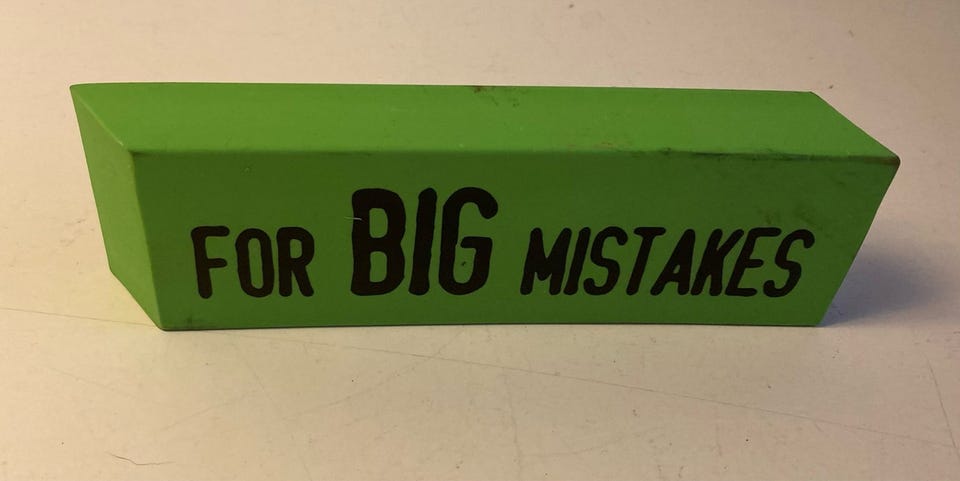 FOR BIG MISTAKES